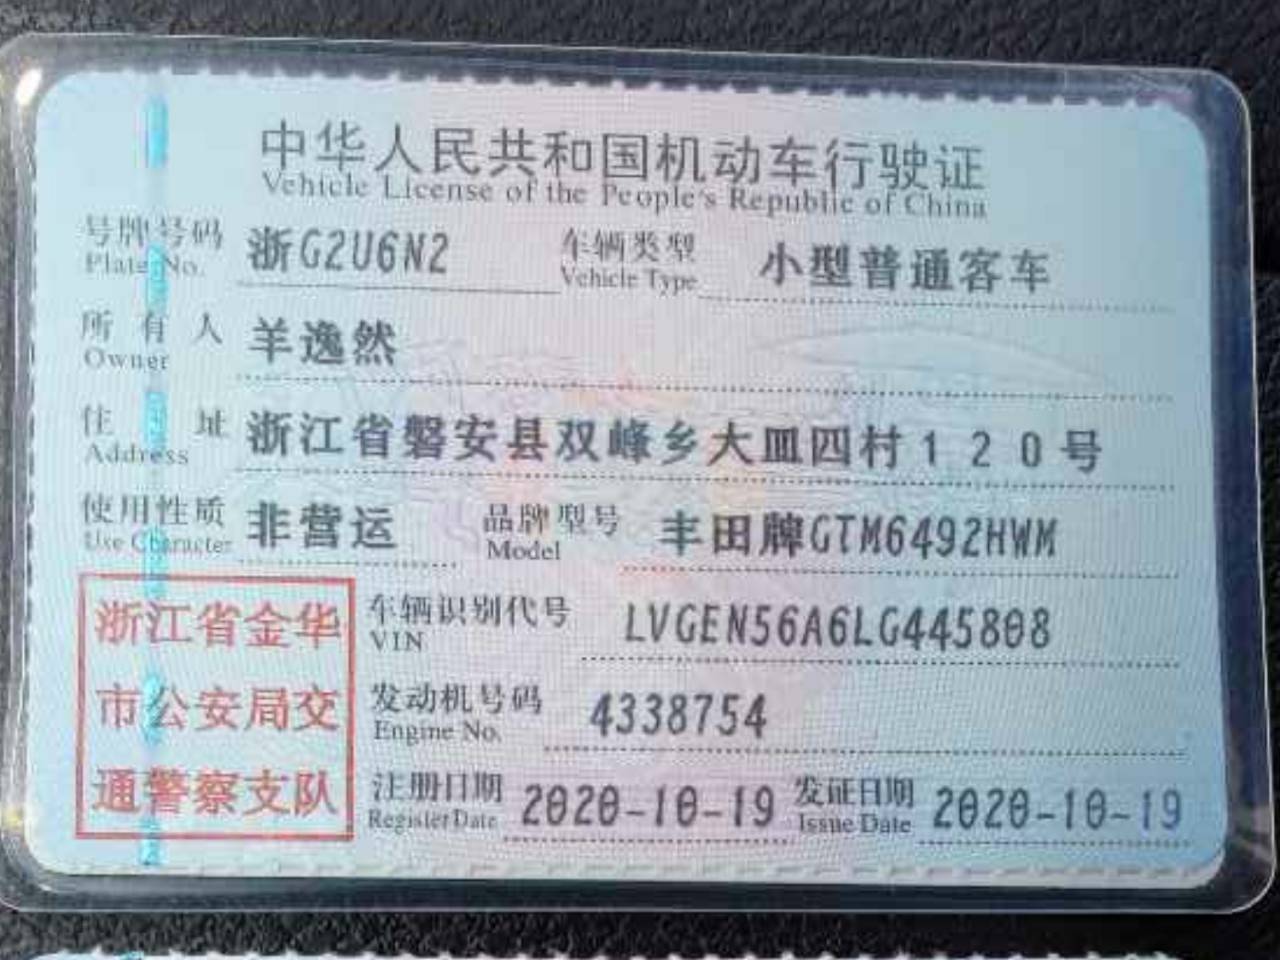 中华人民共和国机动车行驶证
Vehicle License of the People's Republic of China
号牌号码 浙G2U6N2 车辆类型 小型普通客车
Plate No. Vehicle Type
所有人 羊逸然
Owner
住址 浙江省磐安县双峰乡大皿四村120号
Address
使用性质 非营运 品牌型号 丰田牌GTM6492HWM
Use Character Model
浙江省金华
市公安局交
通警察支队
车辆识别代号 LVGEN56A6LG445808
VIN
发动机号码 4338754
Engine No.
注册日期 2020-10-19 发证日期 2020-10-19
Register Date Issue Date